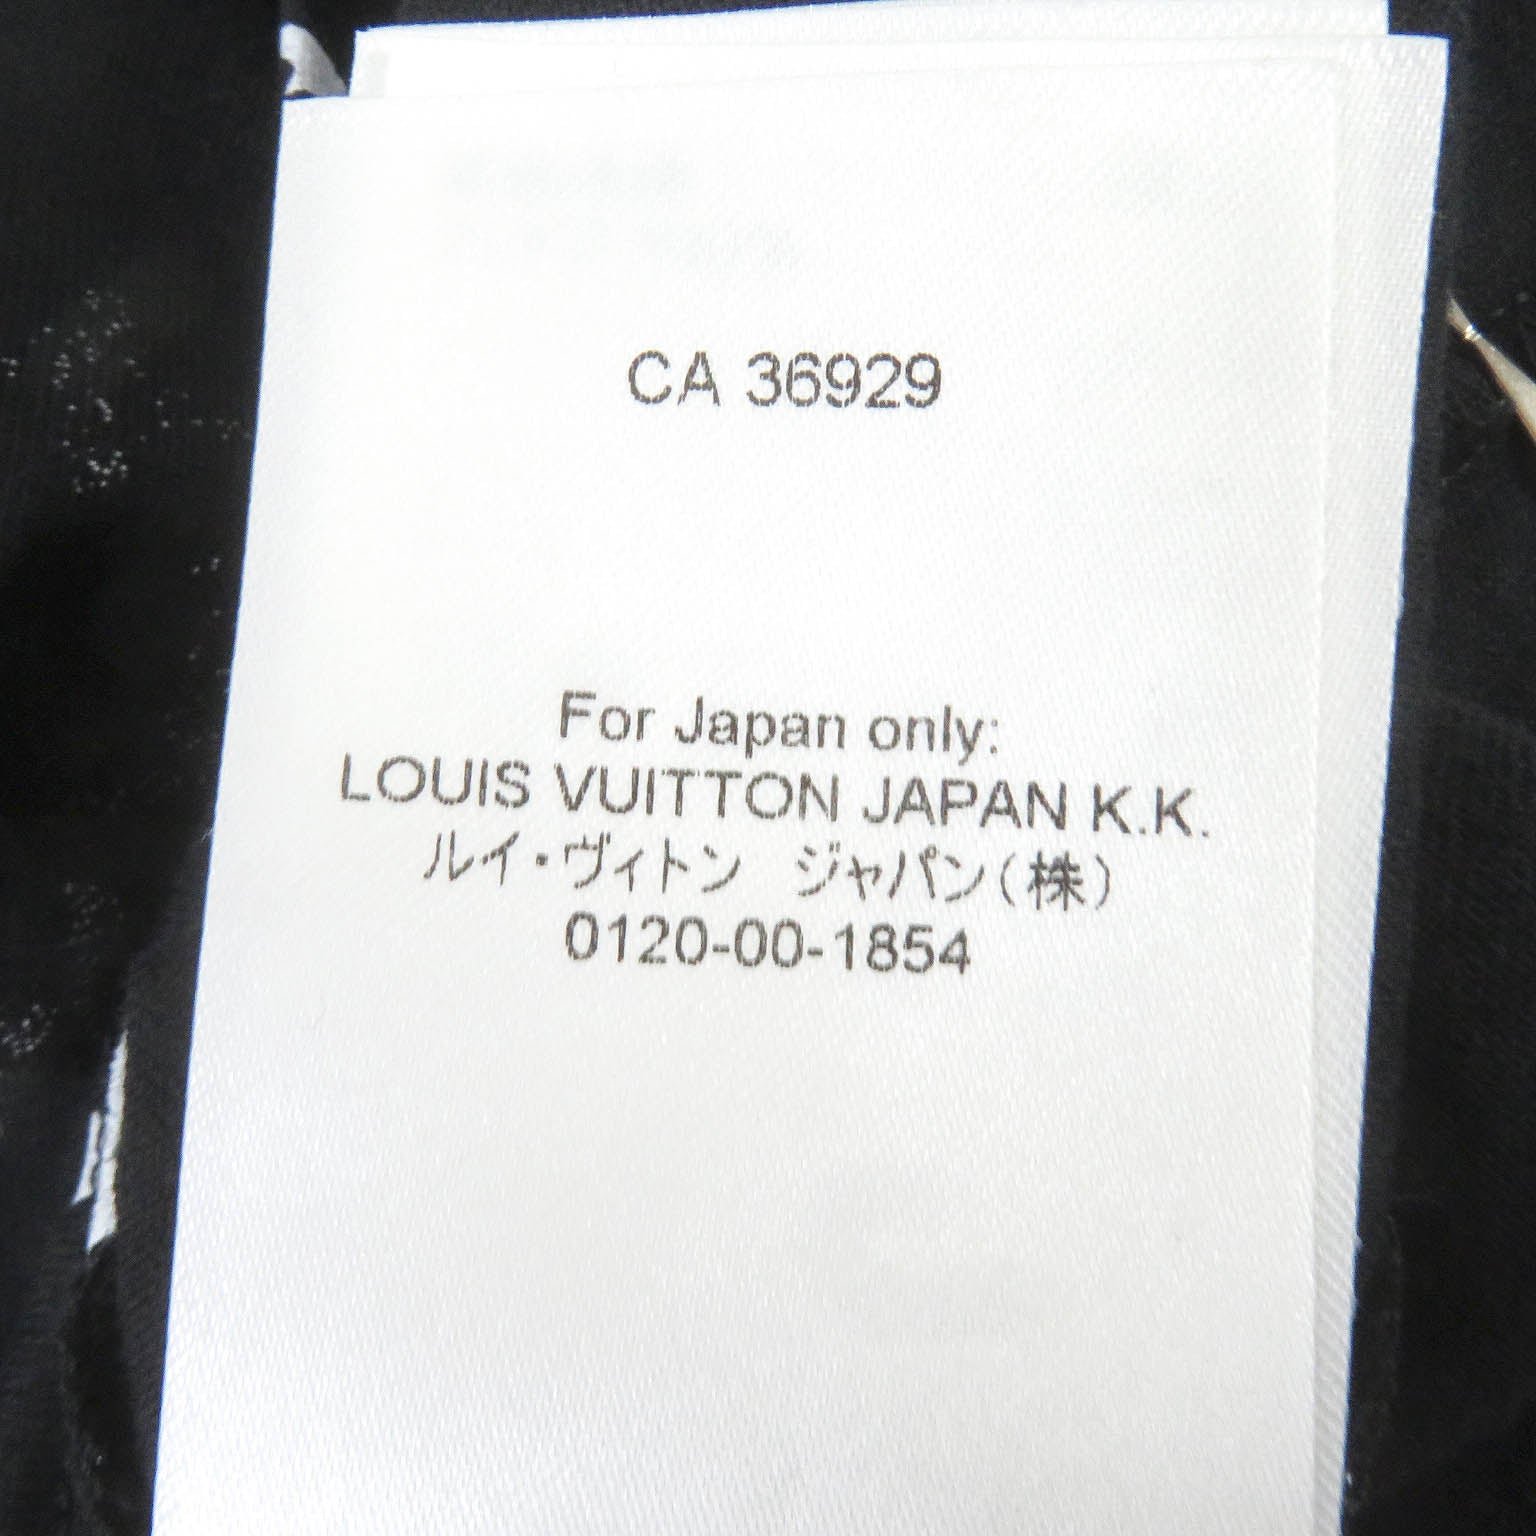 CA 36929
For Japan only:
LOUIS VUITTON JAPAN K.K.
ルイ・ヴィトン　ジャパン(株)
0120-00-1854